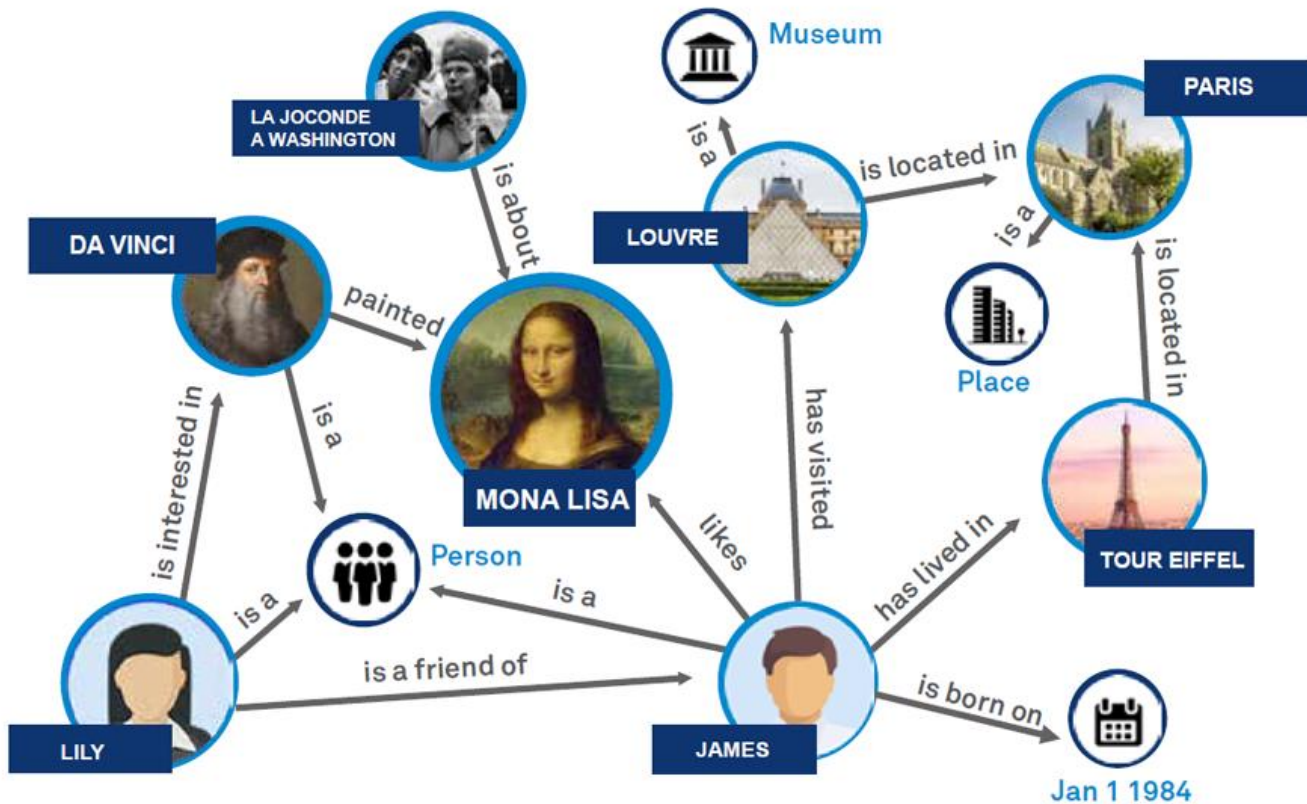 Museum
PARIS
LA JOCONDE
A WASHINGTON
is a
is located in
is about
LOUVRE
is a
DA VINCI
is located in
painted
Place
is interested in
is a
has visited
MONA LISA
likes
has lived in
TOUR EIFFEL
Person
is a
is a
is a friend of
is born on
LILY
JAMES
Jan 1 1984